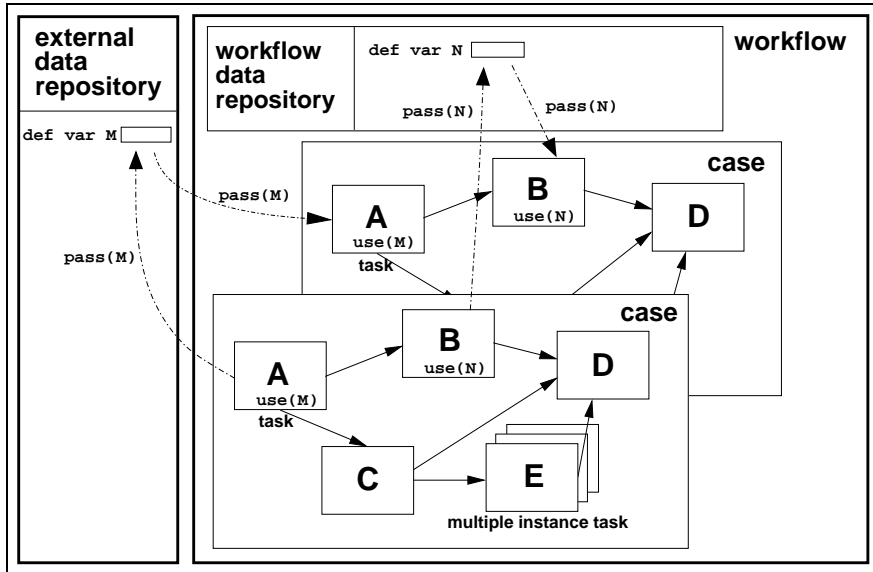 external
data
repository
def var M
pass(M)
pass(M)
workflow
workflow
data
repository
def var N
pass(N)
pass(N)
case
A
use(M)
task
B
use(N)
D
case
A
use(M)
task
B
use(N)
D
C
E
multiple instance task